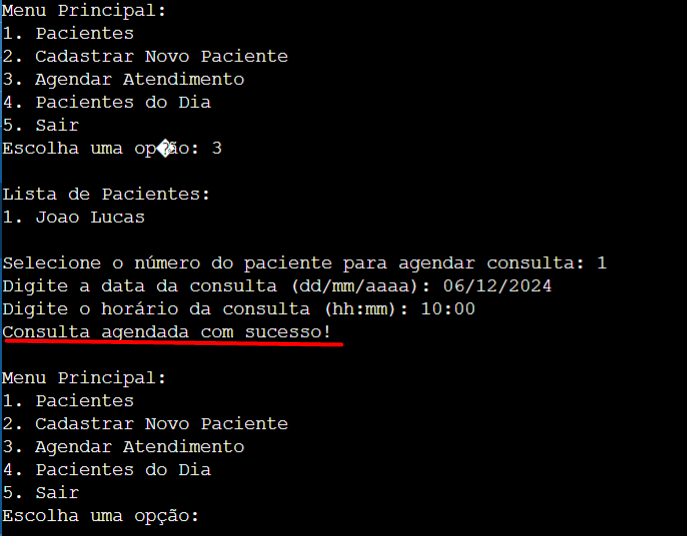 Menu Principal:
1. Pacientes
2. Cadastrar Novo Paciente
3. Agendar Atendimento
4. Pacientes do Dia
5. Sair
Escolha uma op�ão: 3
Lista de Pacientes:
1. Joao Lucas
Selecione o número do paciente para agendar consulta: 1
Digite a data da consulta (dd/mm/aaaa): 06/12/2024
Digite o horário da consulta (hh:mm): 10:00
Consulta agendada com sucesso!
Menu Principal:
1. Pacientes
2. Cadastrar Novo Paciente
3. Agendar Atendimento
4. Pacientes do Dia
5. Sair
Escolha uma opção: